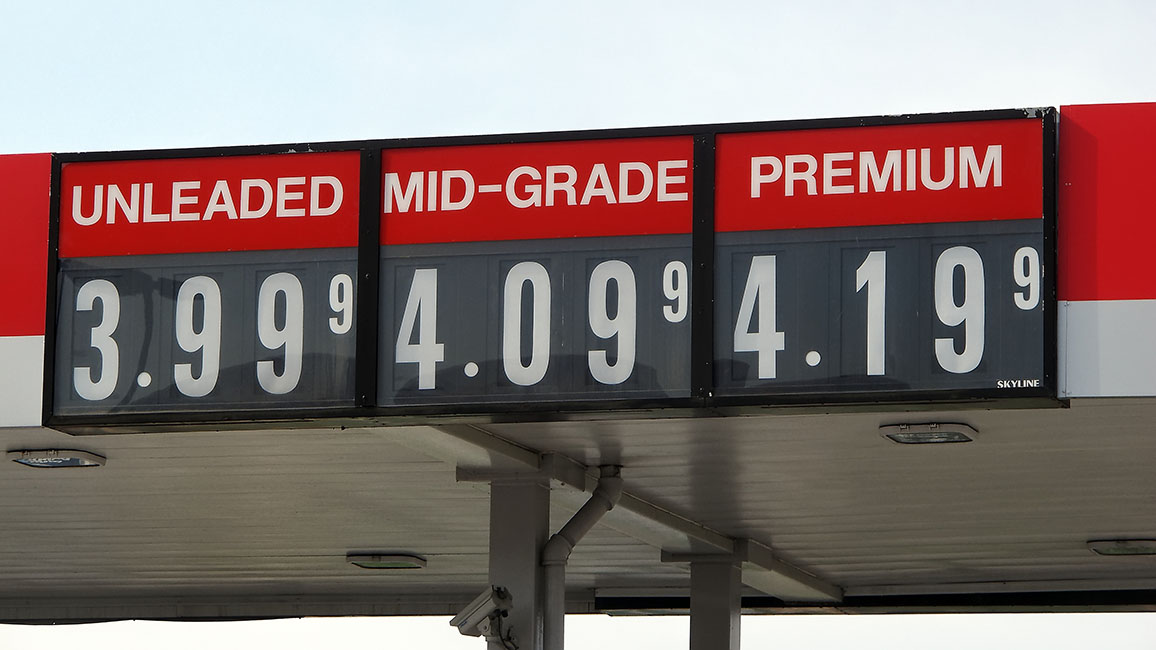 UNLEADED
3.99 9
MID-GRADE
4.09 9
PREMIUM
4.19 9
SKYLINE